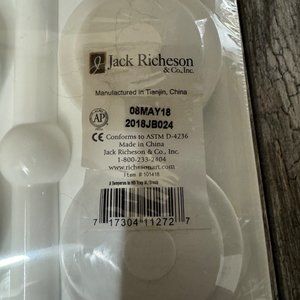 Jack Richeson
& Co., Inc.
Manufactured in Tianjin, China
08MAY18
2018JB024
AP
CE Conforms to ASTM D-4236
Made in China
Jack Richeson & Co., Inc.
1-800-233-2404
www.richesonart.com
Item # 101418
7 17304 11272 7